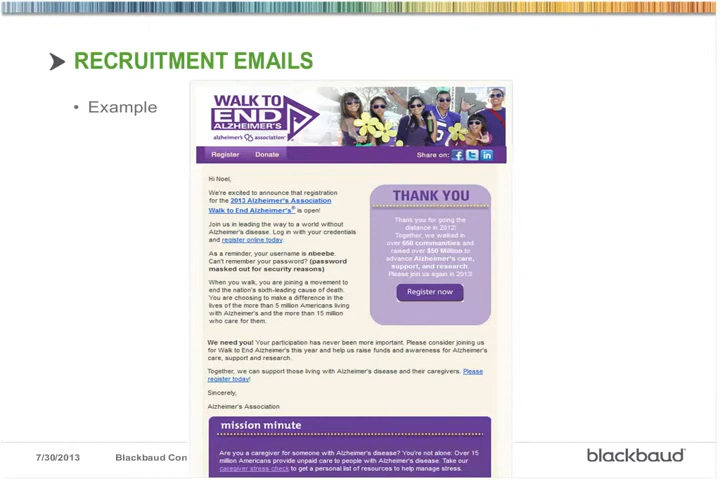 RECRUITMENT EMAILS
• Example
WALK TO
END
ALZHEIMER'S
alzheimer's association
Register Donate Share on:
Hi Noel,
We're excited to announce that registration
for the 2013 Alzheimer's Association
Walk to End Alzheimer's® is open!
Join us in leading the way to a world without
Alzheimer's disease. Log in with your credentials
and register online today.
As a reminder, your username is nbeebe.
Can't remember your password? (password
masked out for security reasons)
When you walk, you are joining a movement to
end the nation's sixth-leading cause of death.
You are choosing to make a difference in the
lives of the more than 5 million Americans living
with Alzheimer's and the more than 15 million
who care for them.
THANK YOU
Thank you for going the
distance in 2012!
Together, we walked in
over 650 communities and
raised over $50 Million to
advance Alzheimer's care,
support, and research.
Please join us again in 2013!
Register now
We need you! Your participation has never been more important. Please consider joining us
for Walk to End Alzheimer's this year and help us raise funds and awareness for Alzheimer's
care, support and research.
Together, we can support those living with Alzheimer's disease and their caregivers. Please
register today!
Sincerely,
Alzheimer's Association
mission minute
Are you a caregiver for someone with Alzheimer's disease? You're not alone: Over 15
million Americans provide unpaid care to people with Alzheimer's disease. Take our
caregiver stress check to get a personal list of resources to help manage stress.
7/30/2013 Blackbaud Con
blackbaud